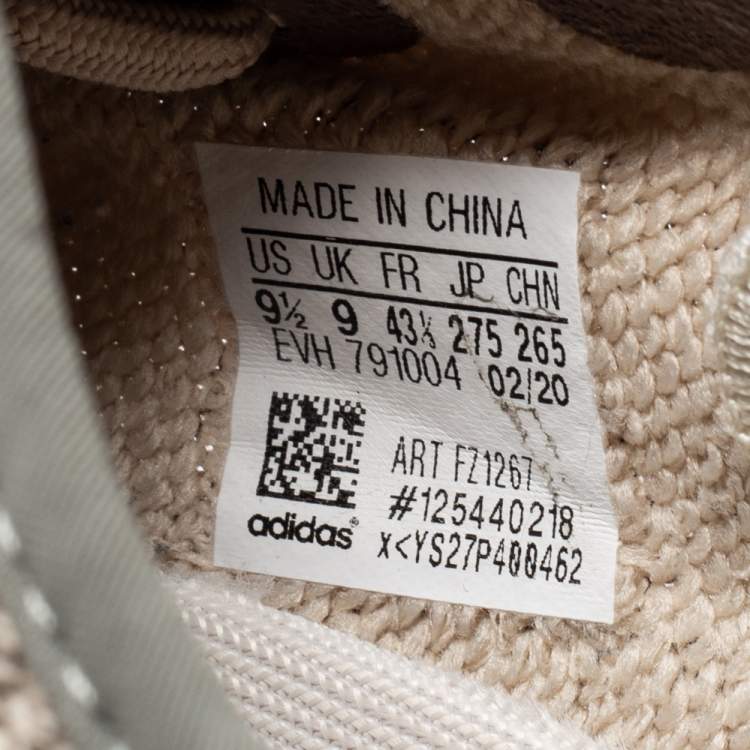 MADE IN CHINA
US UK FR JP CHN
9½ 9 43⅓ 275 265
EVH 791004 02/20
ART FZ1267
#125440218
adidas®
x<YS27P400462